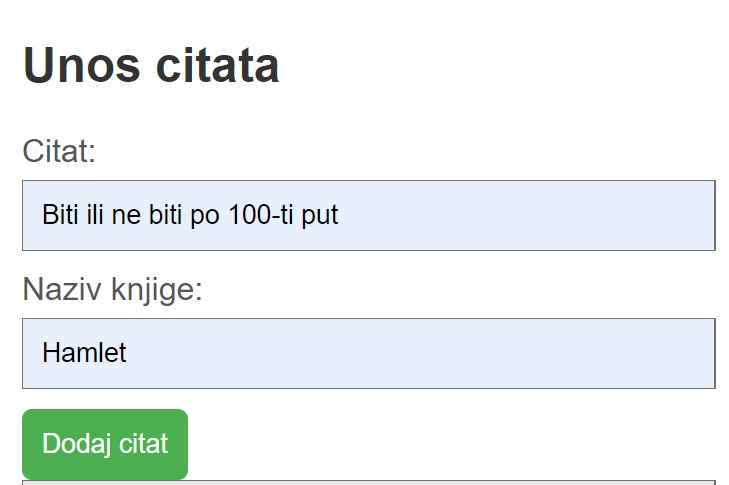 Unos citata
Citat:
Biti ili ne biti po 100-ti put
Naziv knjige:
Hamlet
Dodaj citat